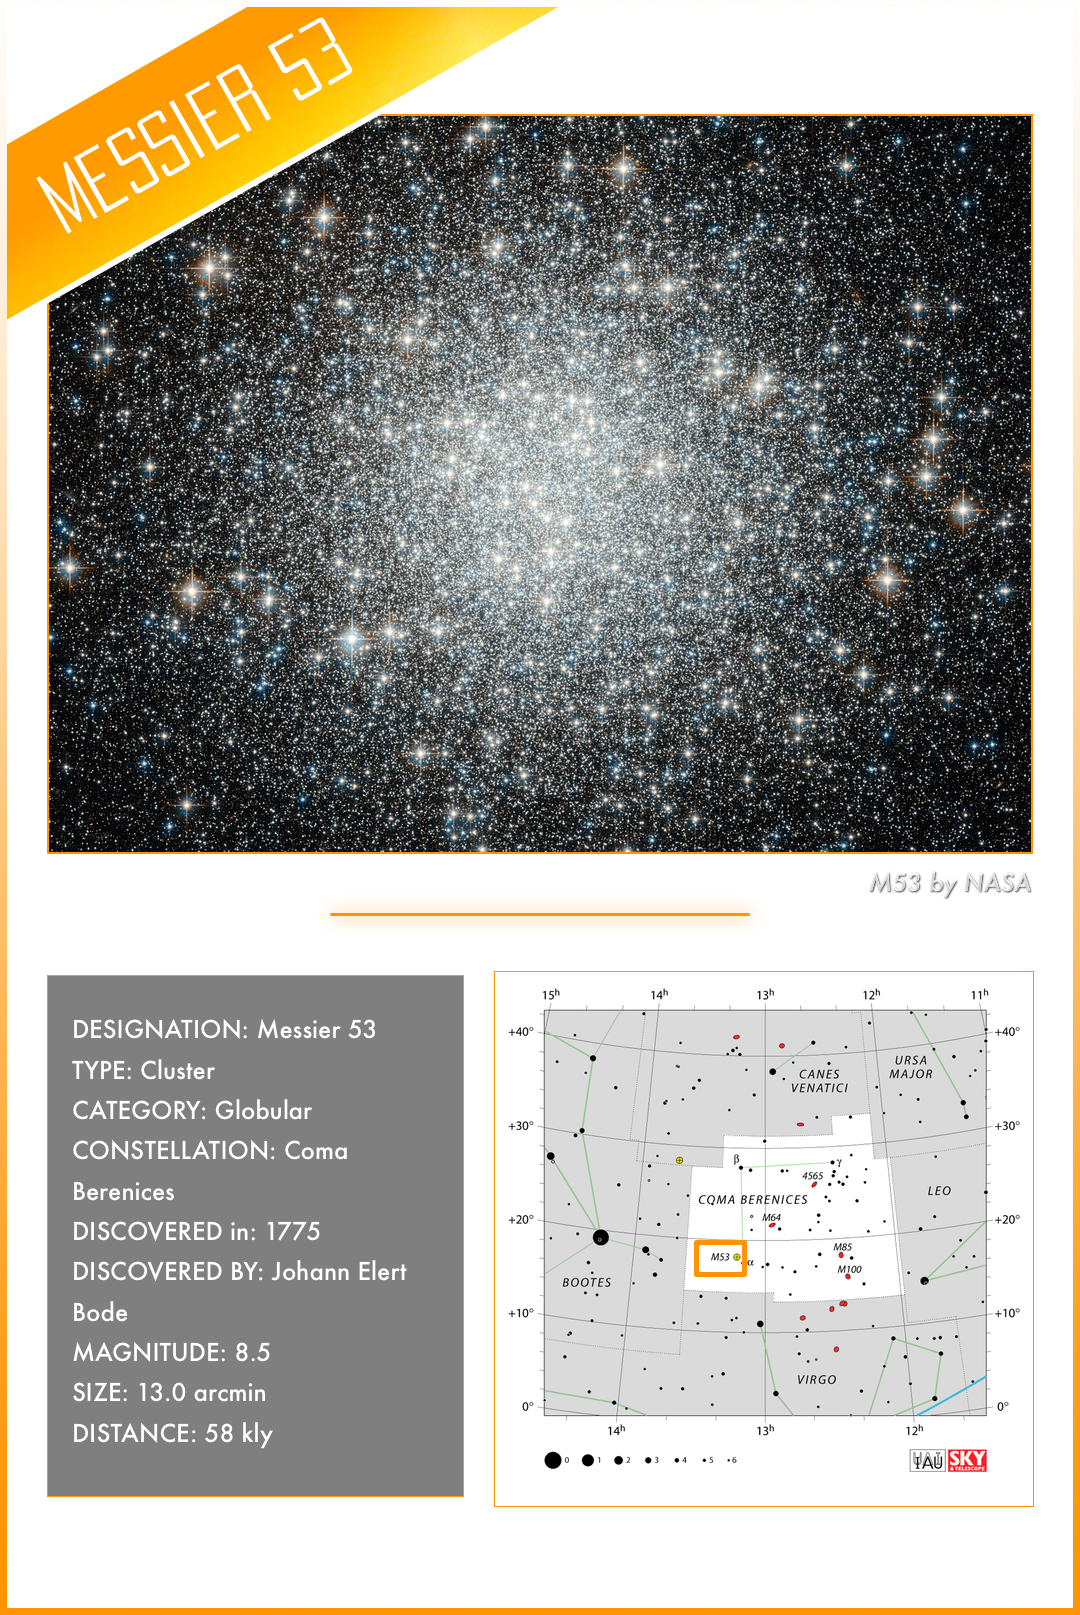 MESSIER 53
M53 by NASA
DESIGNATION: Messier 53
TYPE: Cluster
CATEGORY: Globular
CONSTELLATION: Coma
Berenices
DISCOVERED in: 1775
DISCOVERED BY: Johann Elert
Bode
MAGNITUDE: 8.5
SIZE: 13.0 arcmin
DISTANCE: 58 kly
15h 14h 13h 12h 11h
+40° +40°
URSA
MAJOR
CANES
VENATICI
+30° +30°
β γ
4565
LEO
COMA BERENICES
M64
+20° +20°
M85
M53 α
M100
BOOTES
+10° +10°
VIRGO
0° 0°
14h 13h 12h
0 1 2 3 4 5 6
IAU SKY
& TELESCOPE